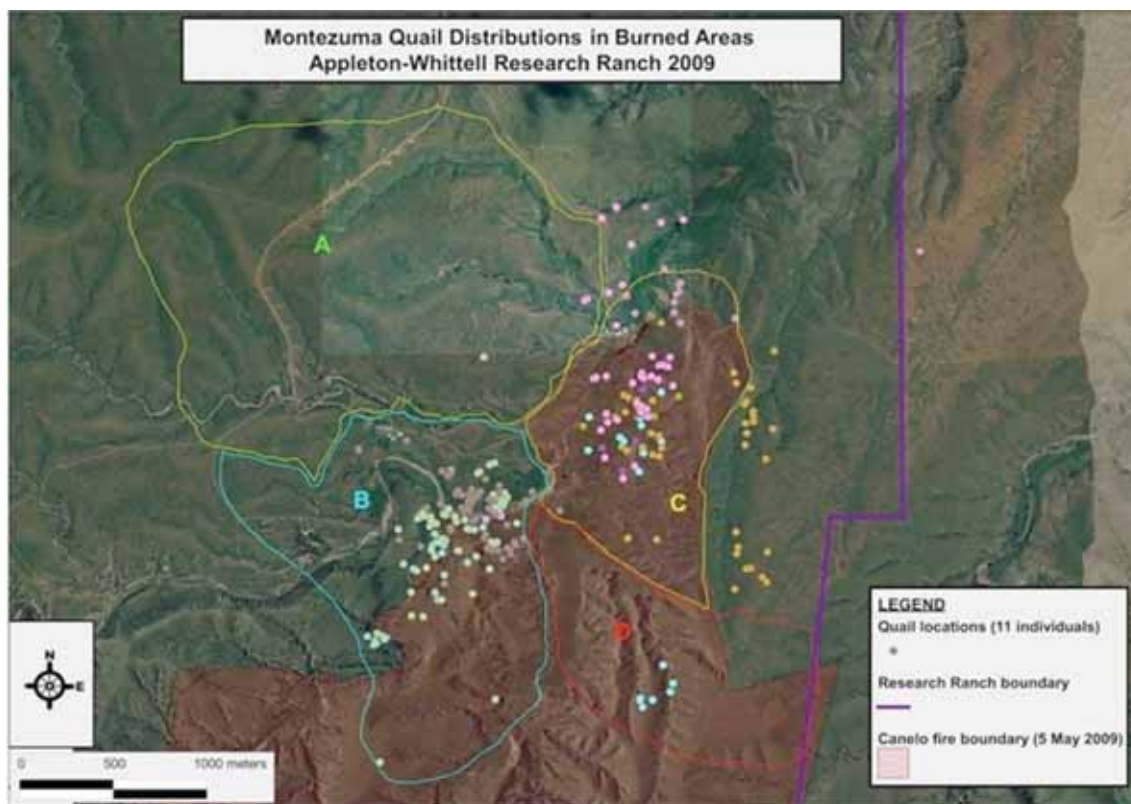 Montezuma Quail Distributions in Burned Areas
Appleton-Whittell Research Ranch 2009
A
B
C
D
N
E
0 500 1000 meters
LEGEND
Quail locations (11 individuals)
Research Ranch boundary
Canelo fire boundary (5 May 2009)